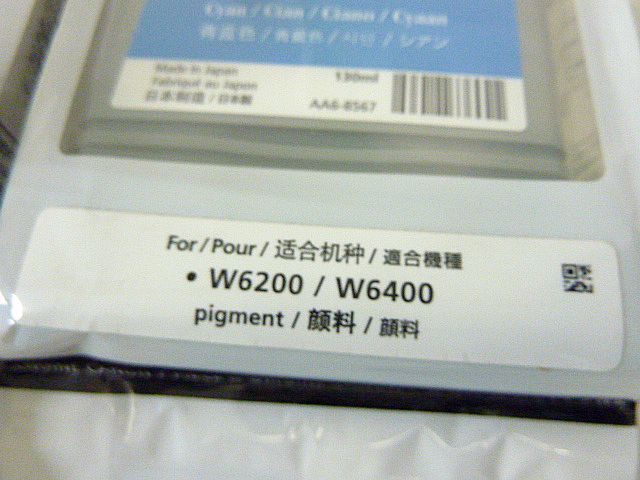 Cyan / Cian / Ciano / Cyaan
青蓝色 / 青藍色 / 시안 / シアン
Made in Japan
Fabriqué au Japon
日本制造 / 日本製
130ml
AA6-8567
For / Pour / 适合机种 / 適合機種
• W6200 / W6400
pigment / 颜料 / 顔料